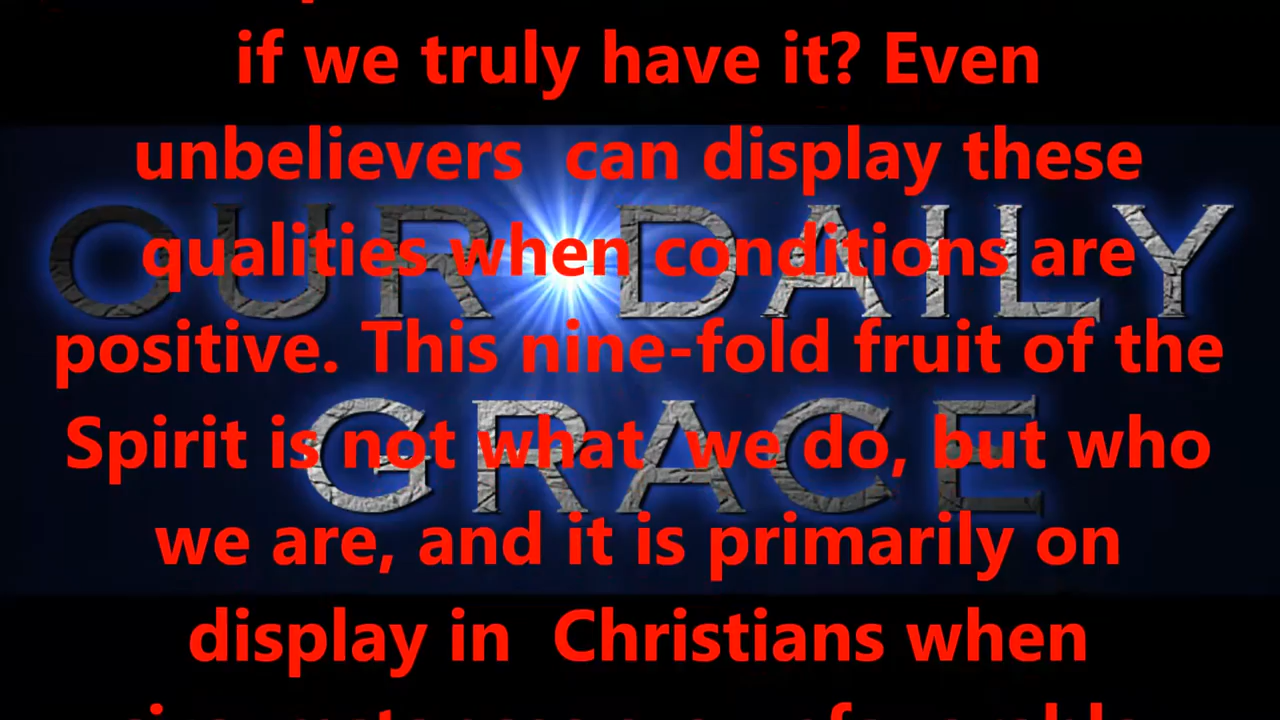 if we truly have it? Even
unbelievers can display these
qualities when conditions are
positive. This nine-fold fruit of the
Spirit is not what we do, but who
we are, and it is primarily on
display in Christians when
OUR DAILY
GRACE